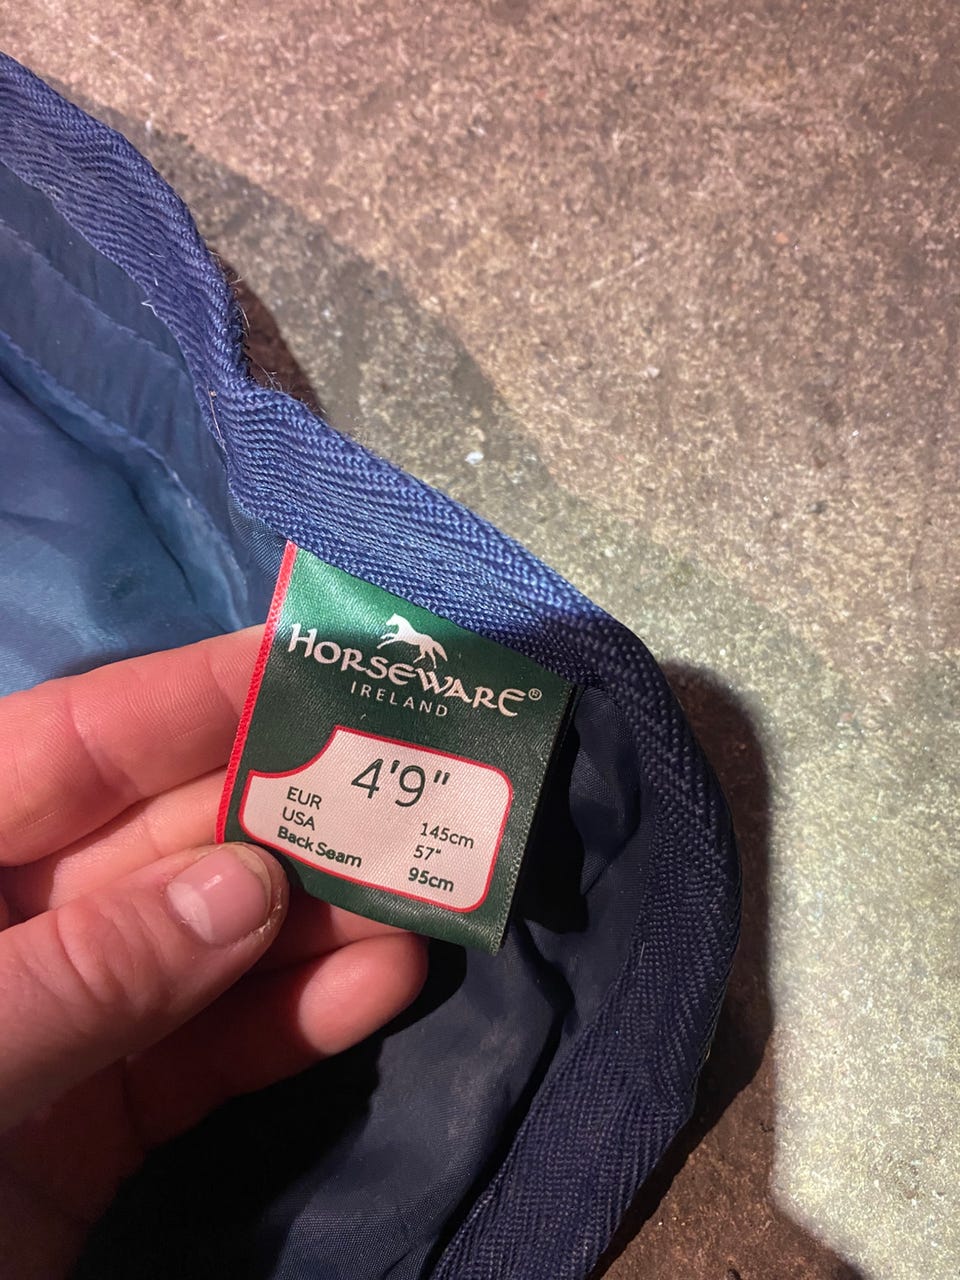 HORSEWARE®
IRELAND
4'9"
EUR 145cm
USA 57"
Back Seam 95cm